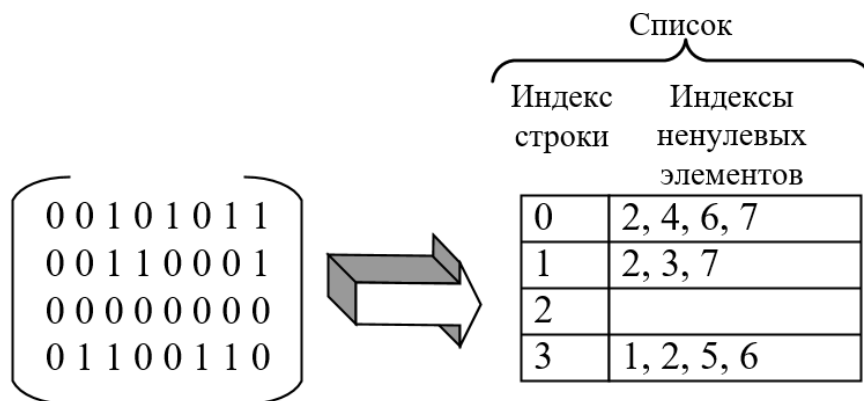 Список
Индекс строки
Индексы ненулевых элементов
0 0 1 0 1 0 1 1
0 0 1 1 0 0 0 1
0 0 0 0 0 0 0 0
0 1 1 0 0 1 1 0
0 2, 4, 6, 7
1 2, 3, 7
2
3 1, 2, 5, 6